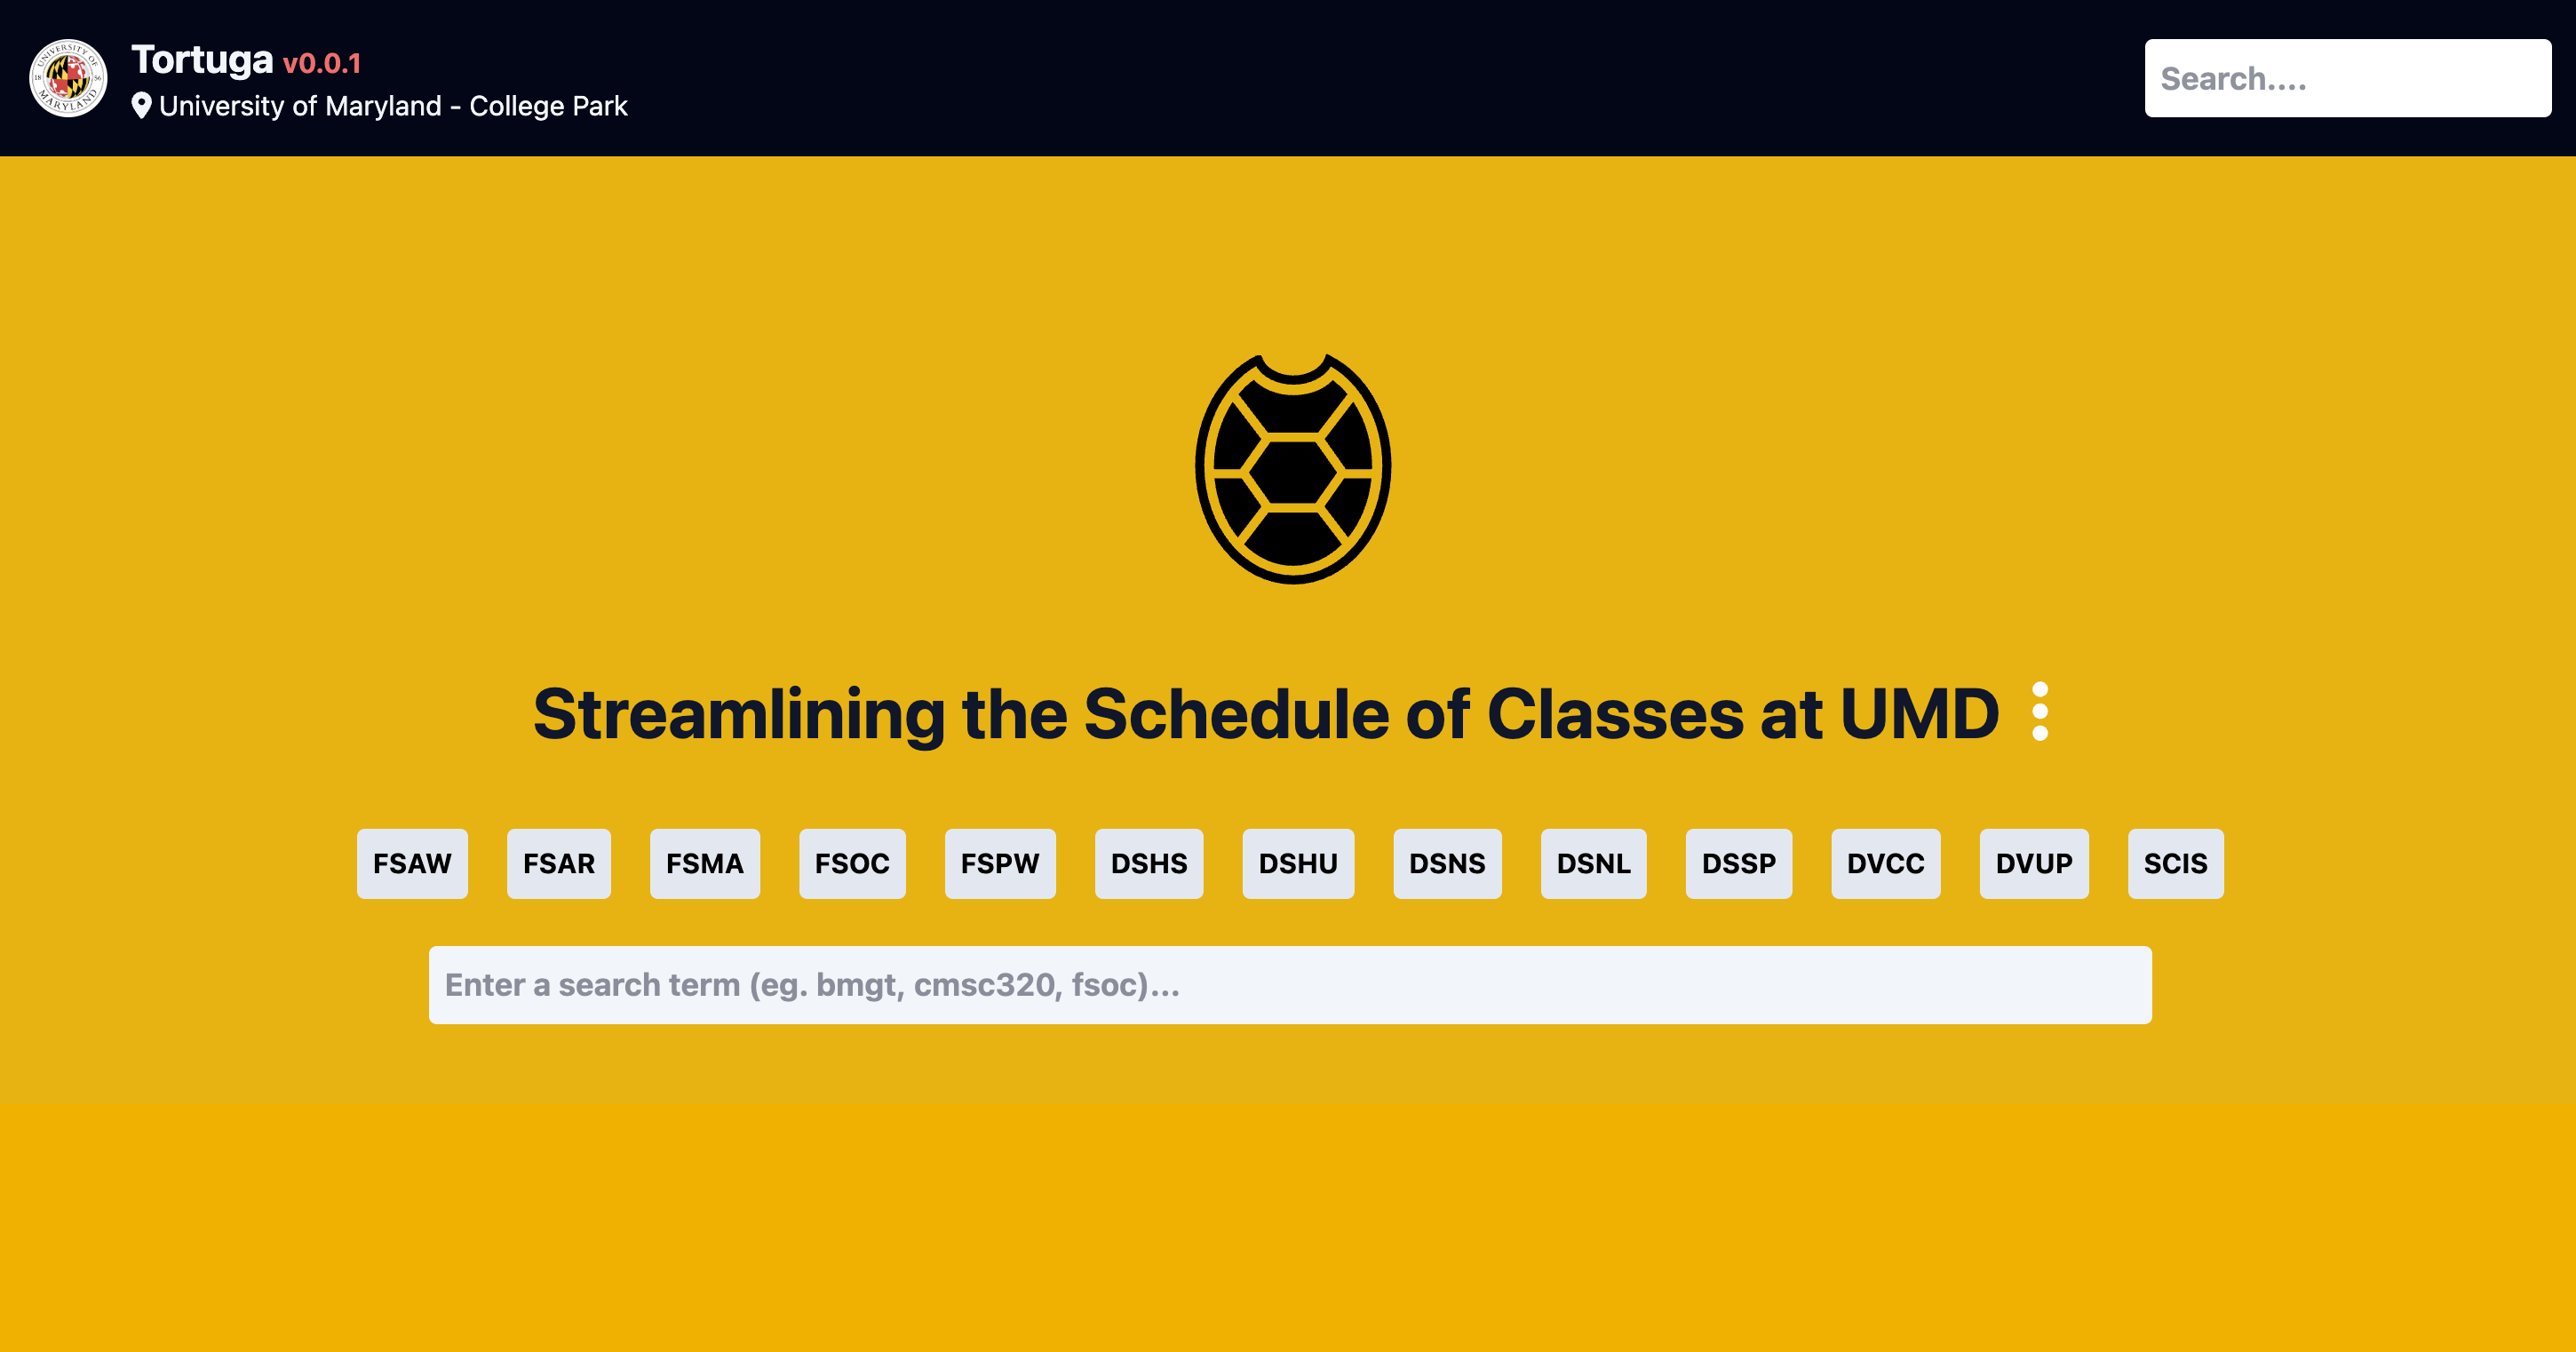 UNIVERSITY OF
18 56
MARYLAND
Tortuga v0.0.1
University of Maryland - College Park
Search....
Streamlining the Schedule of Classes at UMD
FSAW FSAR FSMA FSOC FSPW DSHS DSHU DSNS DSNL DSSP DVCC DVUP SCIS
Enter a search term (eg. bmgt, cmsc320, fsoc)...